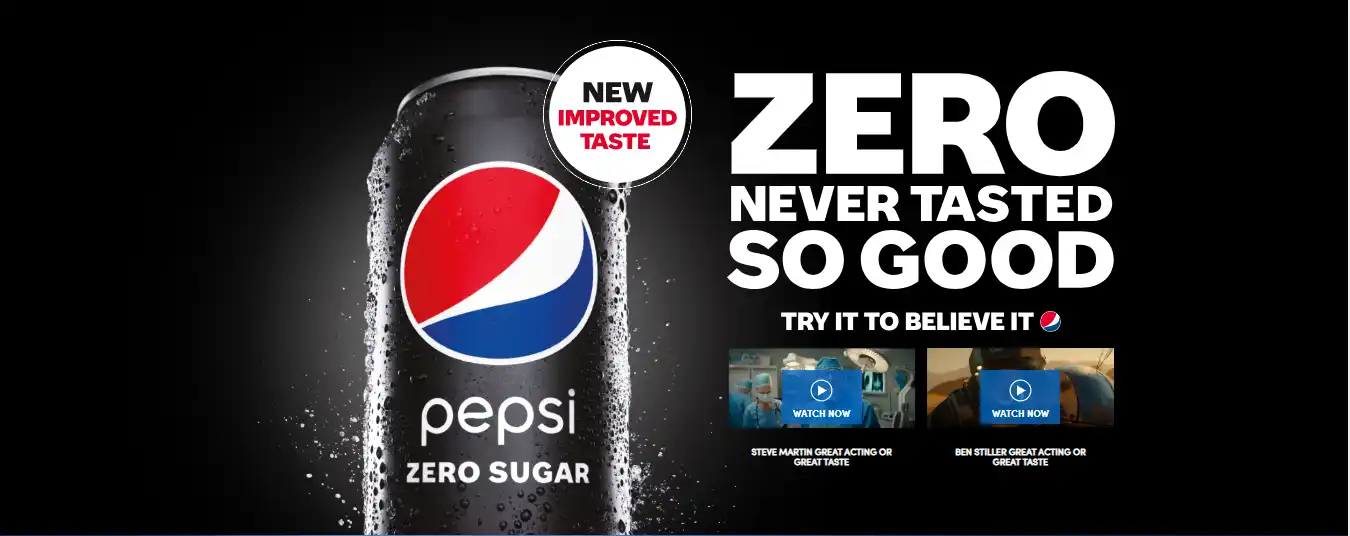 NEW
IMPROVED
TASTE
pepsi
ZERO SUGAR
ZERO
NEVER TASTED
SO GOOD
TRY IT TO BELIEVE IT
WATCH NOW
STEVE MARTIN GREAT ACTING OR
GREAT TASTE
WATCH NOW
BEN STILLER GREAT ACTING OR
GREAT TASTE